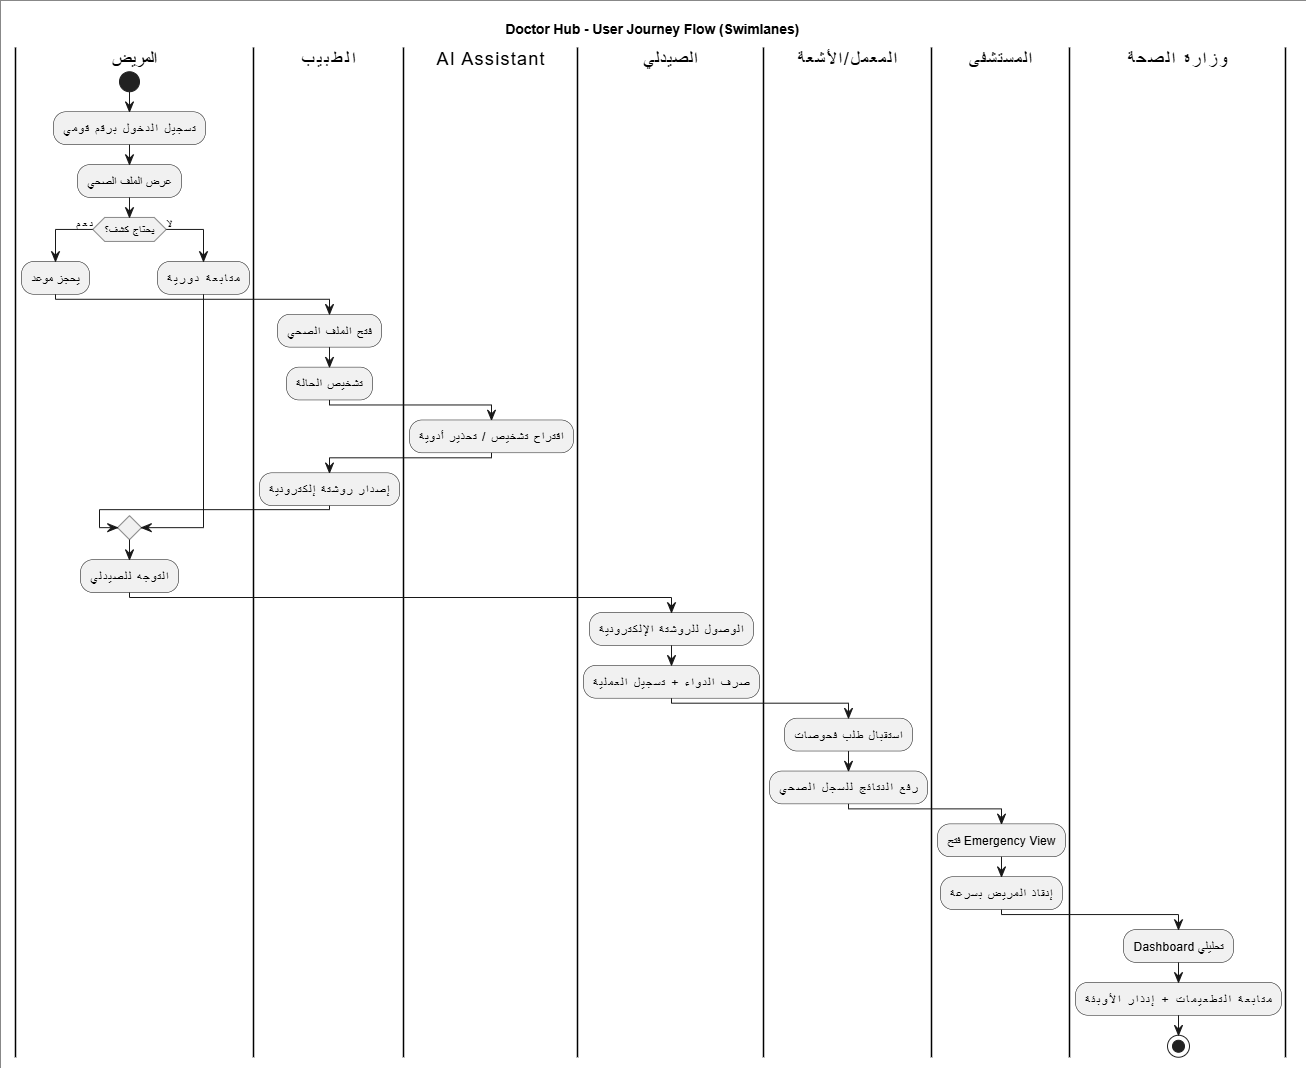 Doctor Hub - User Journey Flow (Swimlanes)
المريض
الطبيب
AI Assistant
الصيدلي
المعمل/الأشعة
المستشفى
وزارة الصحة
تسجيل الدخول برقم قومي
عرض الملف الصحي
يحتاج كشف؟
نعم
لا
يحجز موعد
متابعة دورية
فتح الملف الصحي
تشخيص الحالة
اقتراح تشخيص / تحذير أدوية
إصدار روشتة إلكترونية
التوجه للصيدلي
الوصول للروشتة الإلكترونية
صرف الدواء + تسجيل العملية
استقبال طلب فحوصات
رفع النتائج للسجل الصحي
فتح Emergency View
إنقاذ المريض بسرعة
Dashboard تحليلي
متابعة التطعيمات + إنذار الأوبئة